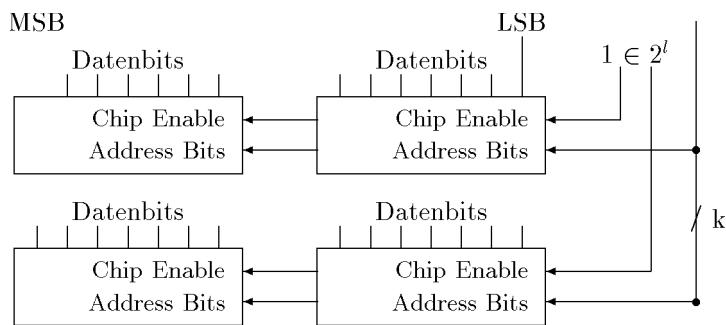 MSB LSB
Datenbits Datenbits 1 ∈ 2^l
Chip Enable Chip Enable
Address Bits Address Bits
Datenbits Datenbits k
Chip Enable Chip Enable
Address Bits Address Bits